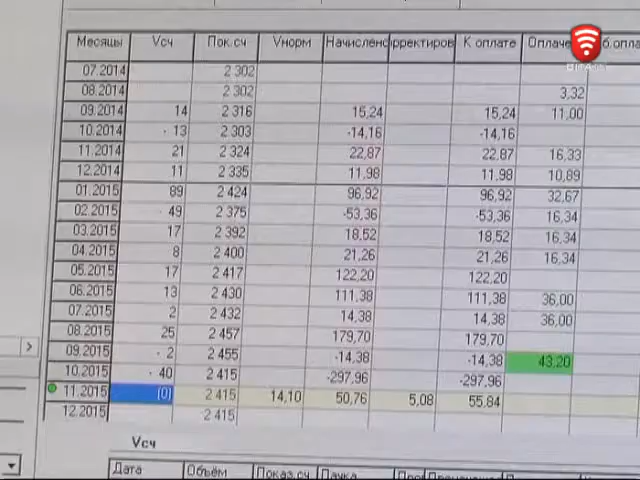 Месяцы Vсч Пок.сч Vнорм Начислено рректиров К оплате Оплаче б.опла
07.2014 2 302
08.2014 2 302 3,32
09.2014 14 2 316 15,24 15,24 11,00
10.2014 - 13 2 303 -14,16 -14,16
11.2014 21 2 324 22,87 22,87 16,33
12.2014 11 2 335 11,98 11,98 10,89
01.2015 89 2 424 96,92 96,92 32,67
02.2015 - 49 2 375 -53,36 -53,36 16,34
03.2015 17 2 392 18,52 18,52 16,34
04.2015 8 2 400 21,26 21,26 16,34
05.2015 17 2 417 122,20 122,20
06.2015 13 2 430 111,38 111,38 36,00
07.2015 2 2 432 14,38 14,38 36,00
08.2015 25 2 457 179,70 179,70
09.2015 - 2 2 455 -14,38 -14,38 43,20
10.2015 - 40 2 415 -297,96 -297,96
11.2015 (0) 2 415 14,10 50,76 5,08 55,84
12.2015 2 415
Vсч
Дата Объём Показ.сч Пачка